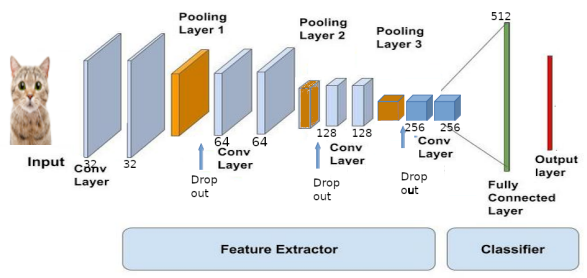 Pooling
Layer 1
Pooling
Layer 2
Pooling
Layer 3
512
Input
32
Conv
Layer
32
64
Conv
Layer
64
128
Conv
Layer
128
256
Conv
Layer
256
Drop
out
Drop
out
Drop
out
Fully
Connected
Layer
Output
layer
Feature Extractor
Classifier